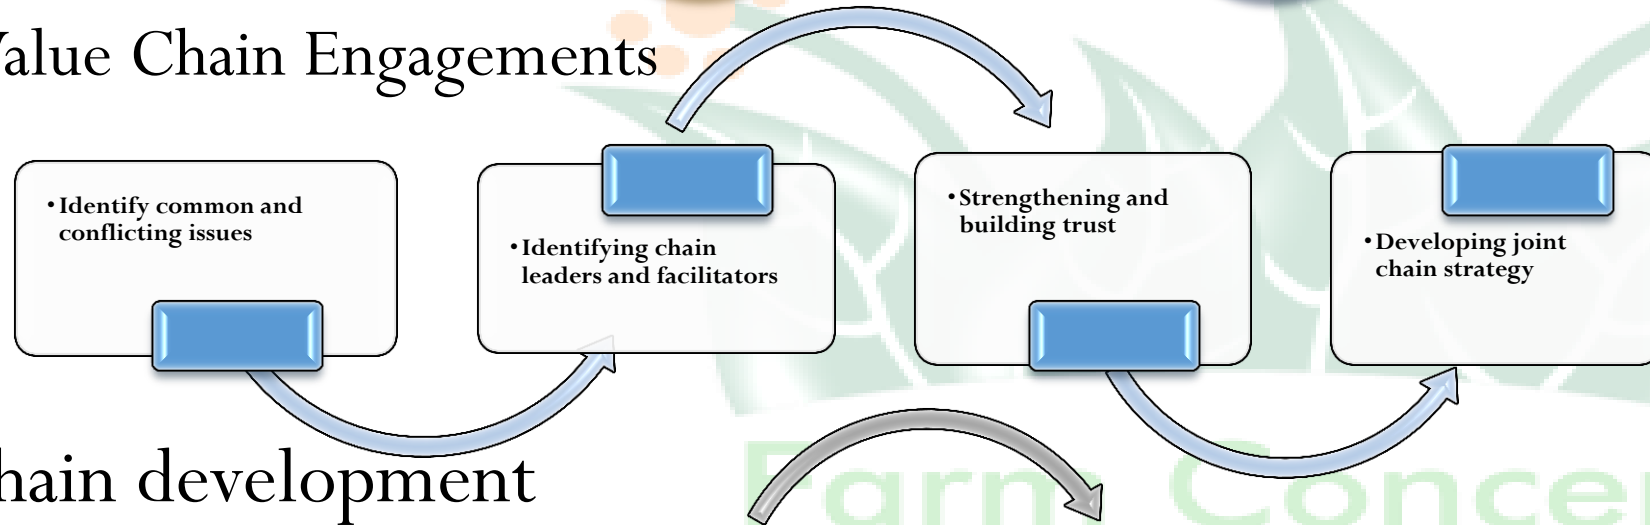 Value Chain Engagements
• Identify common and
conflicting issues
• Identifying chain
leaders and facilitators
• Strengthening and
building trust
• Developing joint
chain strategy
hain development
Farm Conce